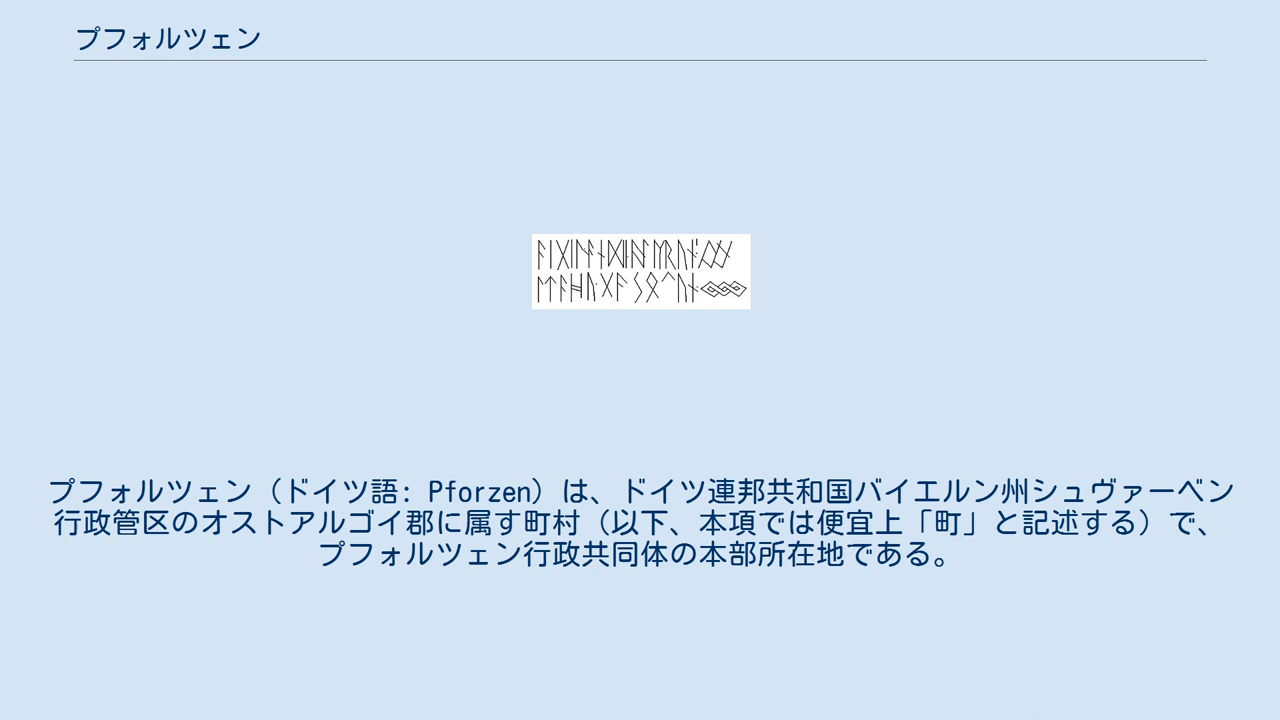 プフォルツェン
プフォルツェン（ドイツ語: Pforzen）は、ドイツ連邦共和国バイエルン州シュヴァーベン
行政管区のオストアルゴイ郡に属す町村（以下、本項では便宜上「町」と記述する）で、
プフォルツェン行政共同体の本部所在地である。